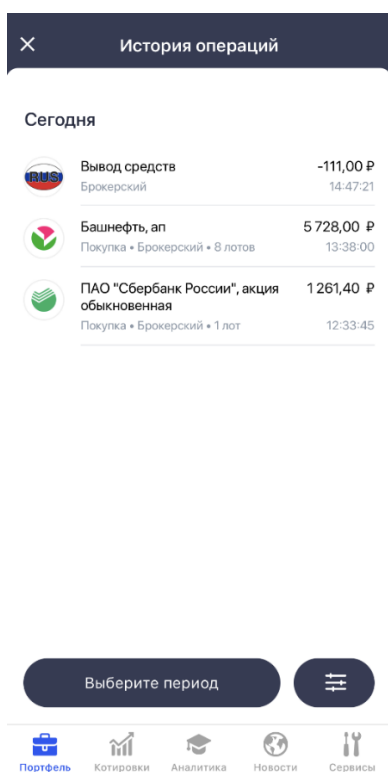 История операций
Сегодня
RUS
Вывод средств -111,00 ₽
Брокерский 14:47:21
Башнефть, ап 5 728,00 ₽
Покупка • Брокерский • 8 лотов 13:38:00
ПАО "Сбербанк России", акция 1 261,40 ₽
обыкновенная
Покупка • Брокерский • 1 лот 12:33:45
Выберите период
Портфель Котировки Аналитика Новости Сервисы